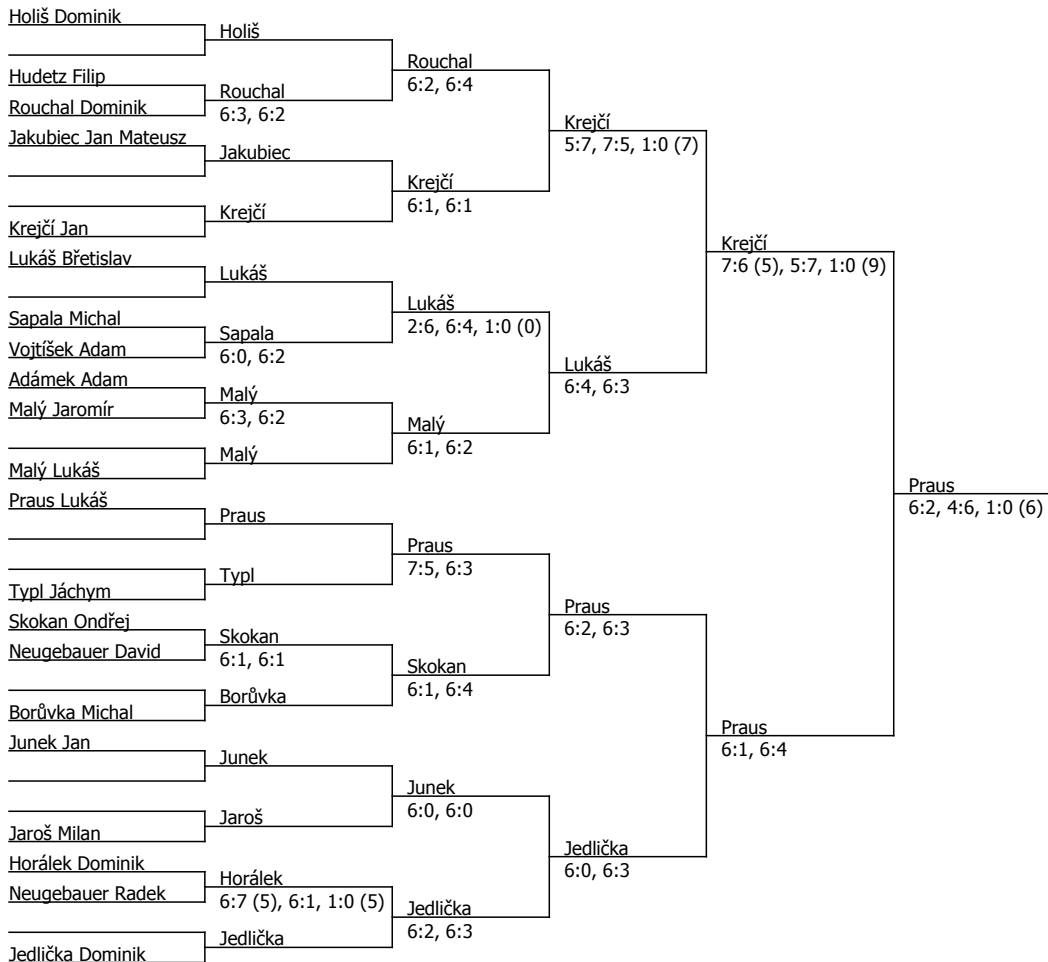 Holiš Dominik
Hudetz Filip
Rouchal Dominik
Jakubiec Jan Mateusz
Krejčí Jan
Lukáš Břetislav
Sapala Michal
Vojtíšek Adam
Adámek Adam
Malý Jaromír
Malý Lukáš
Praus Lukáš
Typl Jáchym
Skokan Ondřej
Neugebauer David
Borůvka Michal
Junek Jan
Jaroš Milan
Horálek Dominik
Neugebauer Radek
Jedlička Dominik
Holiš
Rouchal
6:3, 6:2
Jakubiec
Krejčí
Lukáš
Sapala
6:0, 6:2
Malý
6:3, 6:2
Malý
Praus
Typl
Skokan
6:1, 6:1
Borůvka
Junek
Jaroš
Horálek
6:7 (5), 6:1, 1:0 (5)
Jedlička
Rouchal
6:2, 6:4
Krejčí
6:1, 6:1
Lukáš
2:6, 6:4, 1:0 (0)
Malý
6:1, 6:2
Praus
7:5, 6:3
Skokan
6:1, 6:4
Junek
6:0, 6:0
Jedlička
6:2, 6:3
Krejčí
5:7, 7:5, 1:0 (7)
Lukáš
6:4, 6:3
Praus
6:2, 6:3
Jedlička
6:0, 6:3
Krejčí
7:6 (5), 5:7, 1:0 (9)
Praus
6:1, 6:4
Praus
6:2, 4:6, 1:0 (6)